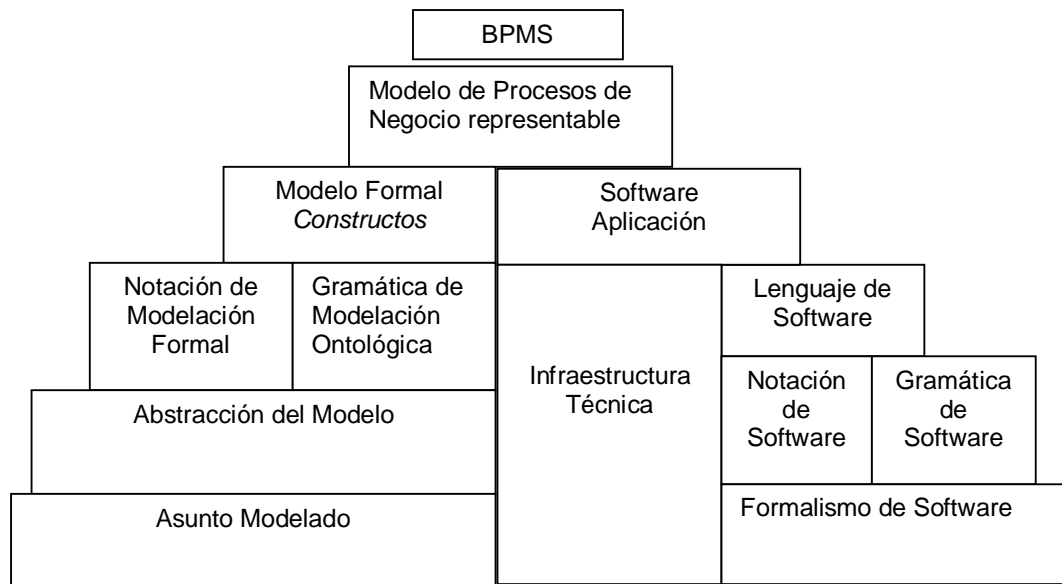 BPMS
Modelo de Procesos de
Negocio representable
Modelo Formal
Constructos
Software
Aplicación
Notación de
Modelación
Formal
Gramática de
Modelación
Ontológica
Lenguaje de
Software
Infraestructura
Técnica
Notación
de
Software
Gramática
de
Software
Abstracción del Modelo
Asunto Modelado
Formalismo de Software